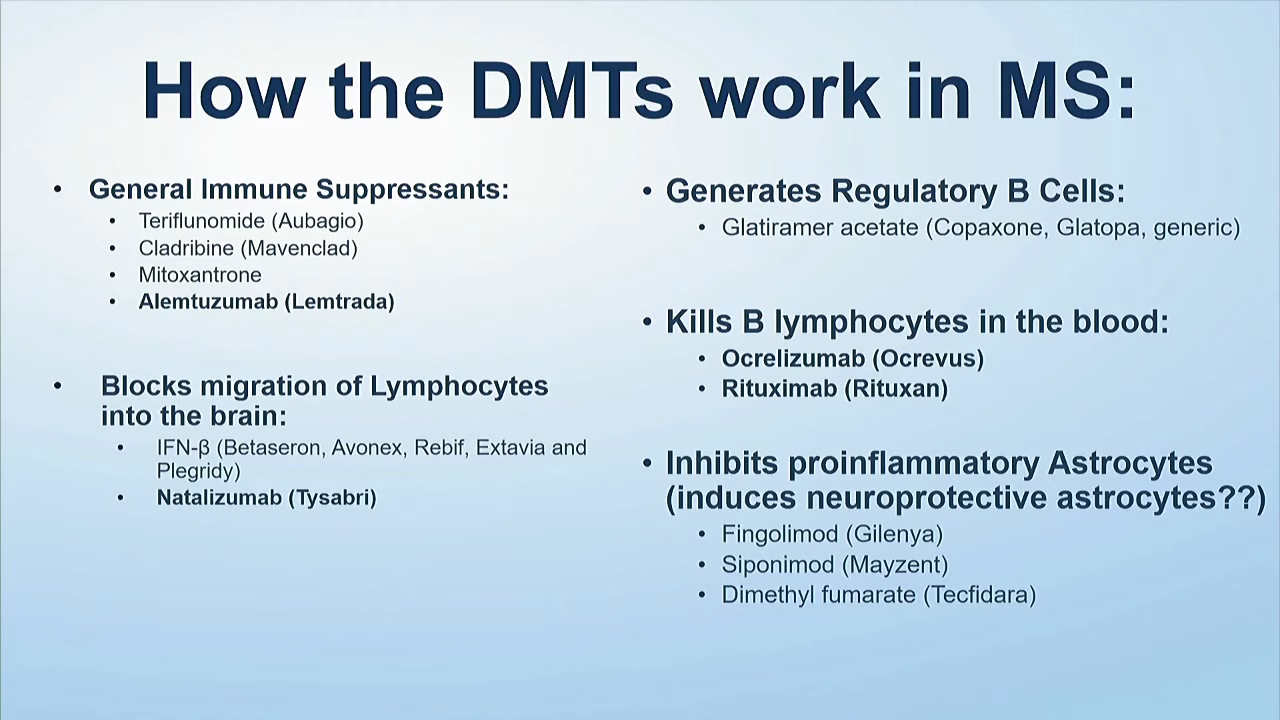 How the DMTs work in MS:
• General Immune Suppressants:
• Teriflunomide (Aubagio)
• Cladribine (Mavenclad)
• Mitoxantrone
• Alemtuzumab (Lemtrada)
• Blocks migration of Lymphocytes
into the brain:
• IFN-β (Betaseron, Avonex, Rebif, Extavia and
Plegridy)
• Natalizumab (Tysabri)
• Generates Regulatory B Cells:
• Glatiramer acetate (Copaxone, Glatopa, generic)
• Kills B lymphocytes in the blood:
• Ocrelizumab (Ocrevus)
• Rituximab (Rituxan)
• Inhibits proinflammatory Astrocytes
(induces neuroprotective astrocytes??)
• Fingolimod (Gilenya)
• Siponimod (Mayzent)
• Dimethyl fumarate (Tecfidara)